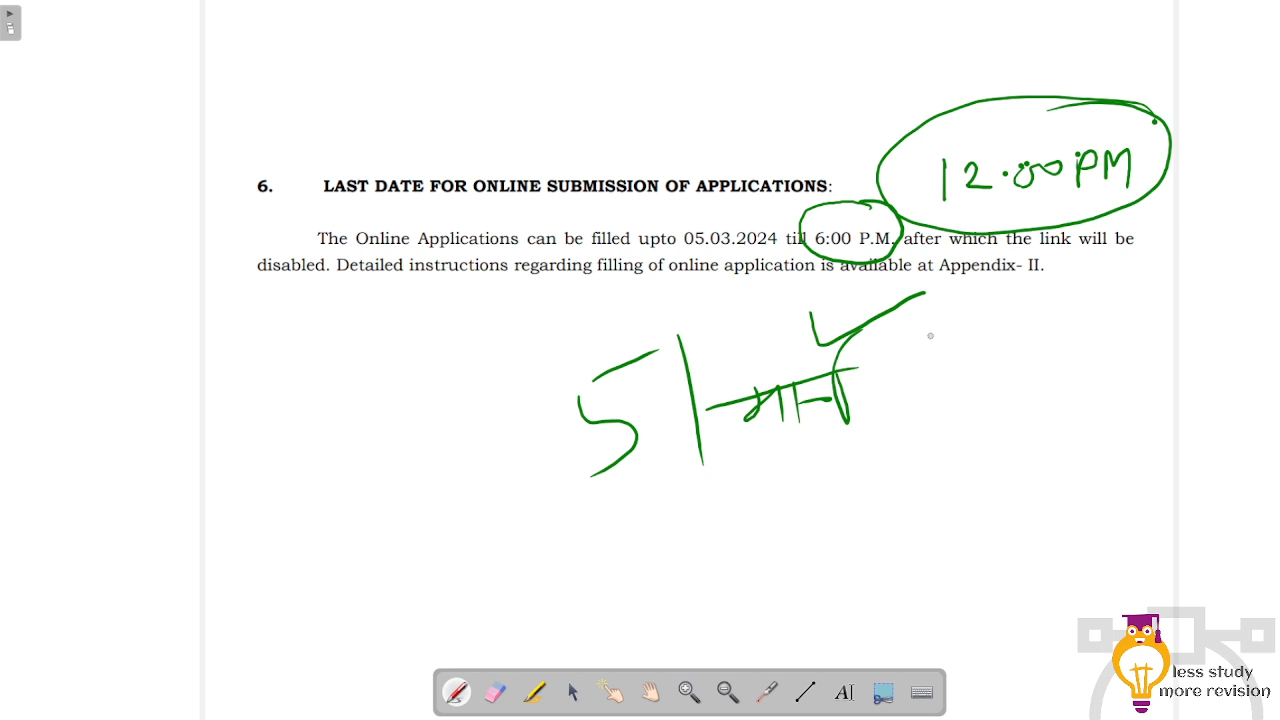 12.00 PM
6. LAST DATE FOR ONLINE SUBMISSION OF APPLICATIONS:
The Online Applications can be filled upto 05.03.2024 till 6:00 P.M. after which the link will be
disabled. Detailed instructions regarding filling of online application is available at Appendix- II.
5 मार्च
AI
less study
more revision